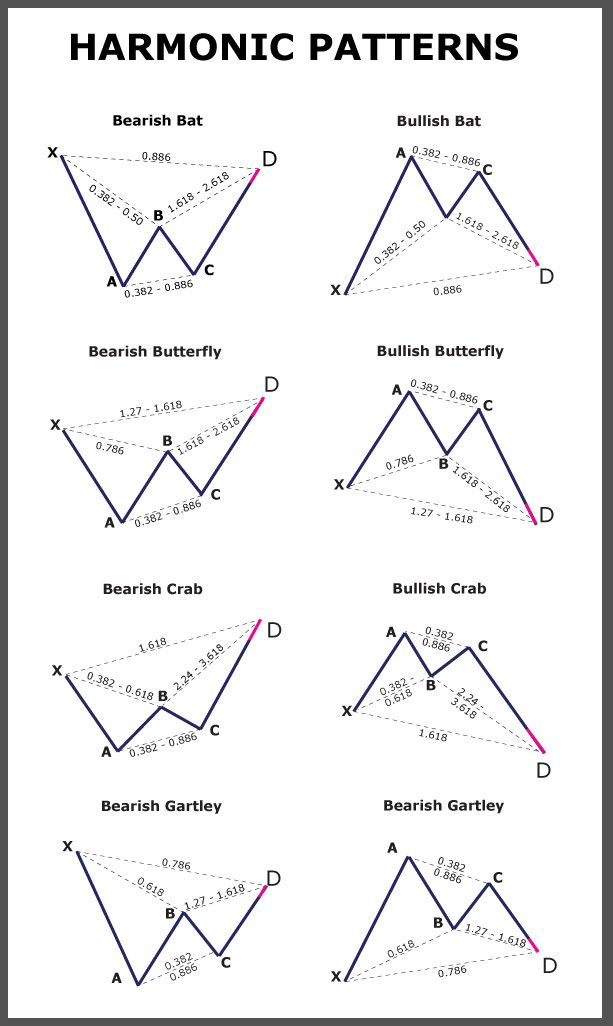 HARMONIC PATTERNS
Bearish Bat
X
0.886
D
0.382 - 0.50
1.618 - 2.618
B
A
C
0.382 - 0.886
Bullish Bat
A
0.382 - 0.886
C
0.382 - 0.50
1.618 - 2.618
X
0.886
D
Bearish Butterfly
D
1.27 - 1.618
X
0.786
B
1.618 - 2.618
A
0.382 - 0.886
C
Bullish Butterfly
A
0.382 - 0.886
C
0.786
B
1.618 - 2.618
X
1.27 - 1.618
D
Bearish Crab
1.618
D
X
0.382 - 0.618
2.24 - 3.618
B
A
0.382 - 0.886
C
Bullish Crab
A
0.382
0.886
C
0.382 -
0.618
B
2.24 -
3.618
X
1.618
D
Bearish Gartley
X
0.786
D
0.618
1.27 - 1.618
B
A
0.382
0.886
C
Bearish Gartley
A
0.382
0.886
C
B
0.618
1.27 - 1.618
X
0.786
D